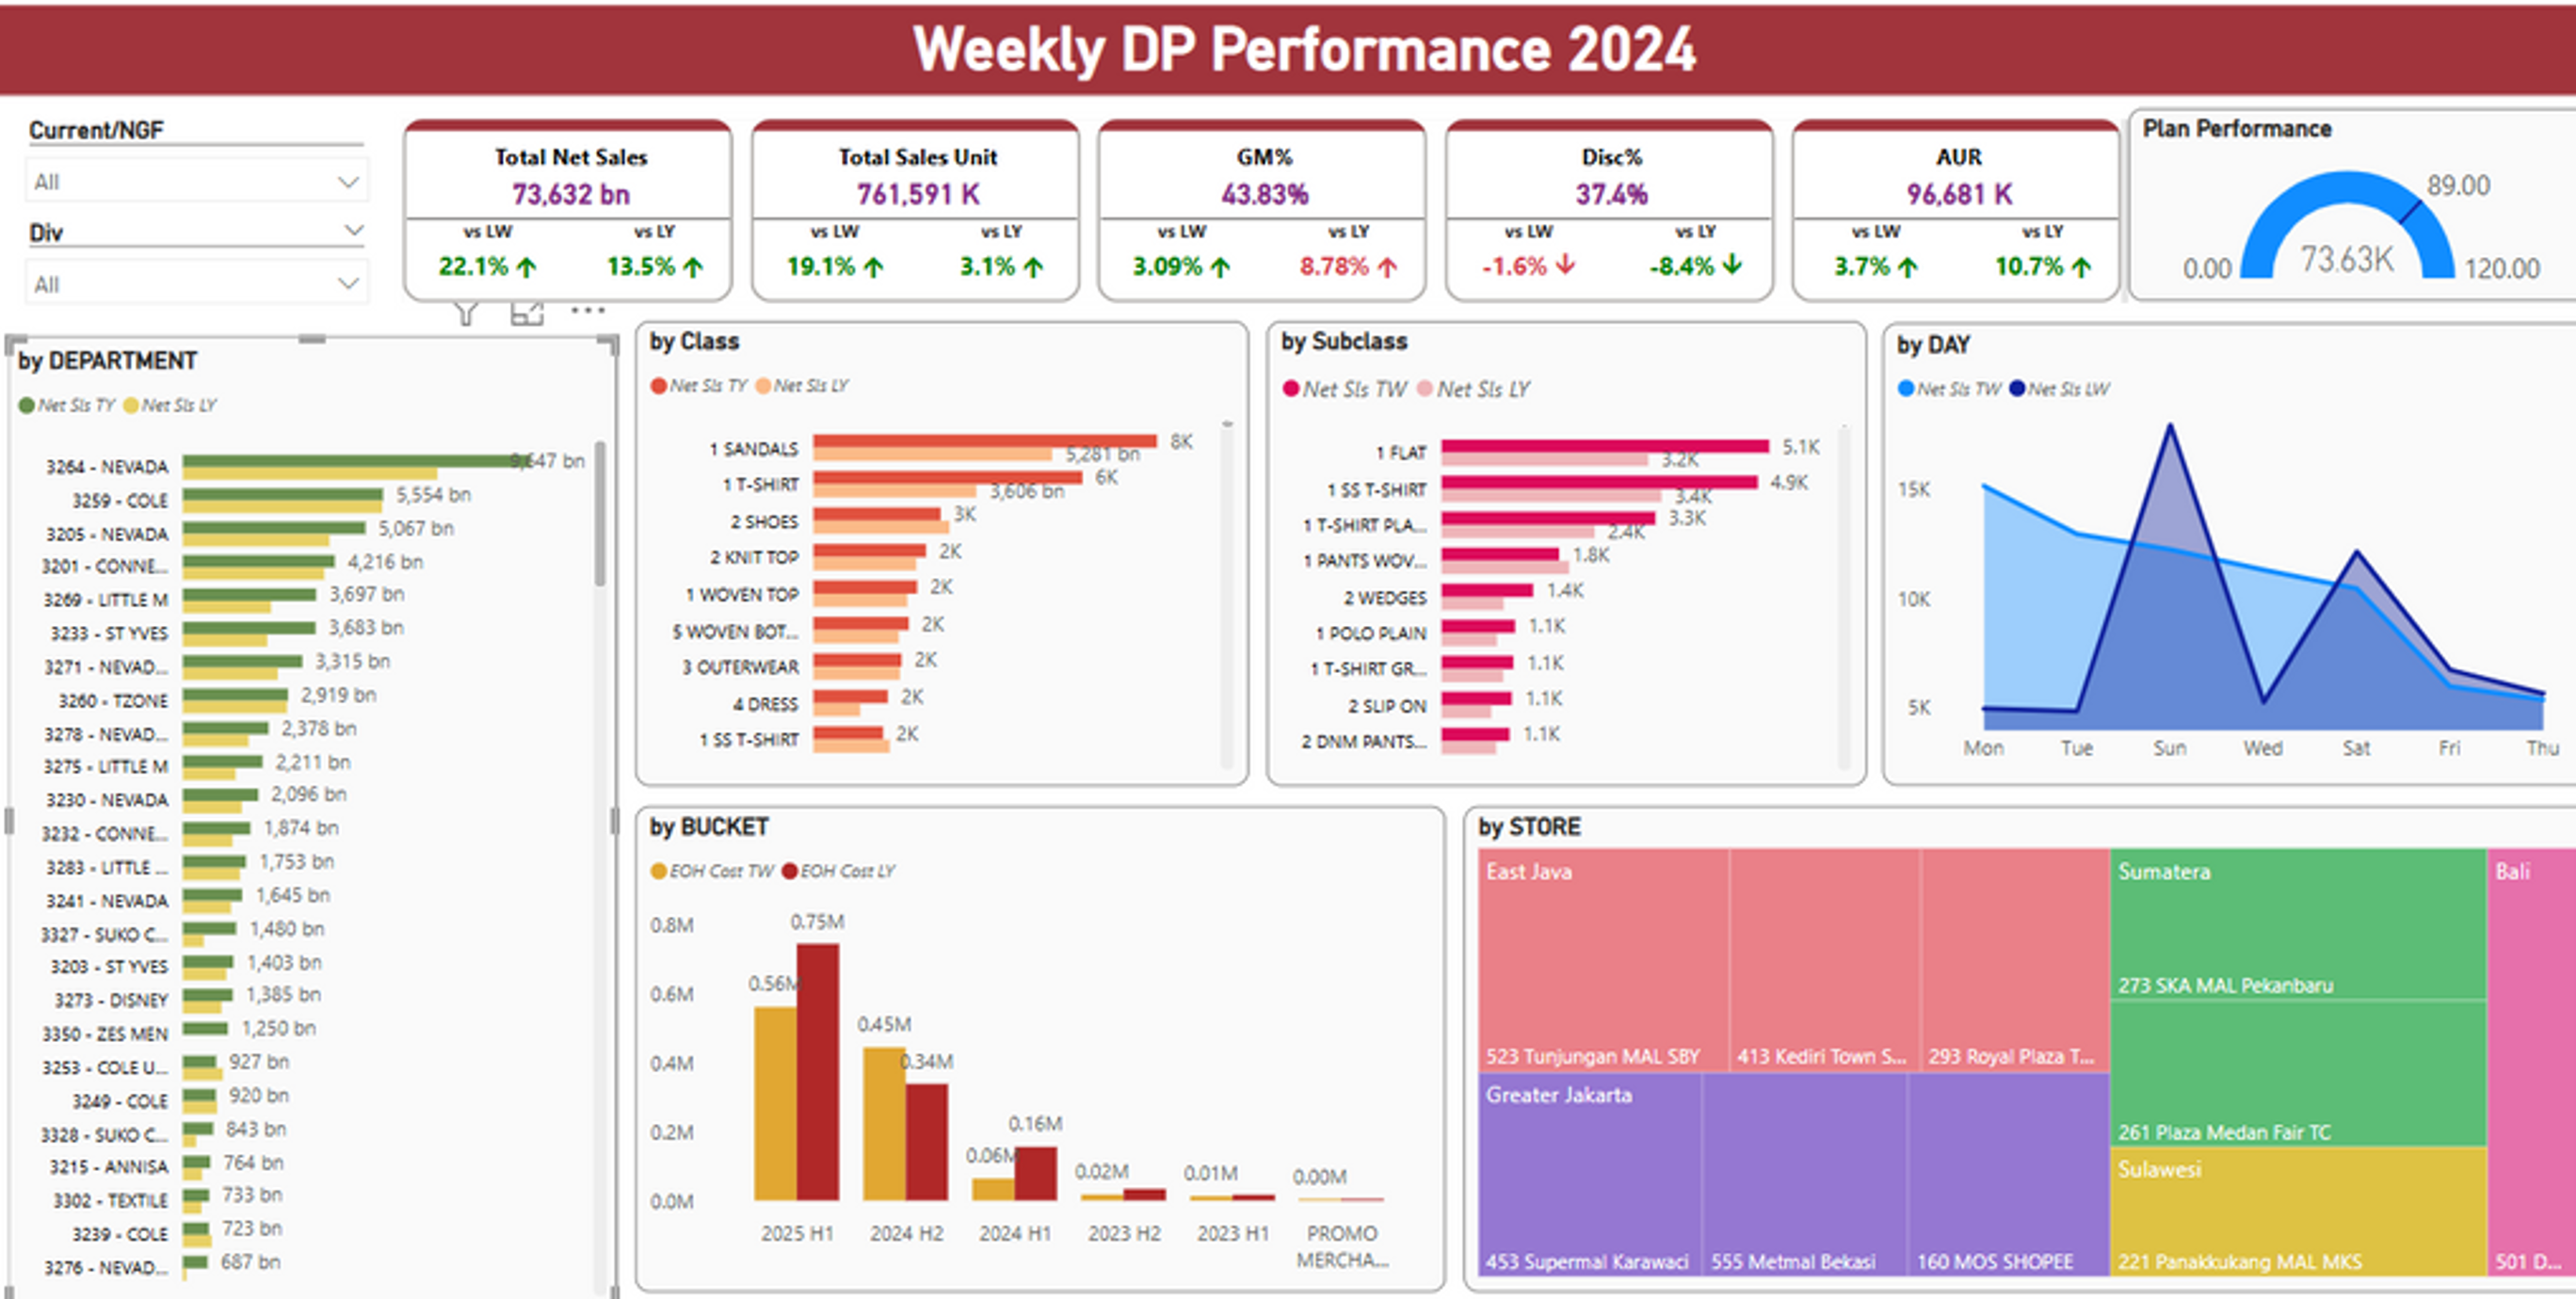 Weekly DP Performance 2024
Current/NGF
All
Div
All
Total Net Sales
73,632 bn
vs LW
vs LY
22.1%
13.5%
Total Sales Unit
761,591 K
vs LW
vs LY
19.1%
3.1%
GM%
43.83%
vs LW
vs LY
3.09%
8.78%
Disc%
37.4%
vs LW
vs LY
-1.6%
-8.4%
AUR
96,681 K
vs LW
vs LY
3.7%
10.7%
Plan Performance
89.00
73.63K
0.00
120.00
by DEPARTMENT
Net Sls TY Net Sls LY
3264 - NEVADA 9,647 bn
3259 - COLE 5,554 bn
3205 - NEVADA 5,067 bn
3201 - CONNE... 4,216 bn
3269 - LITTLE M 3,697 bn
3233 - ST YVES 3,683 bn
3271 - NEVAD... 3,315 bn
3260 - TZONE 2,919 bn
3278 - NEVAD... 2,378 bn
3275 - LITTLE M 2,211 bn
3230 - NEVADA 2,096 bn
3232 - CONNE... 1,874 bn
3283 - LITTLE ... 1,753 bn
3241 - NEVADA 1,645 bn
3327 - SUKO C... 1,480 bn
3203 - ST YVES 1,403 bn
3273 - DISNEY 1,385 bn
3350 - ZES MEN 1,250 bn
3253 - COLE U... 927 bn
3249 - COLE 920 bn
3328 - SUKO C... 843 bn
3215 - ANNISA 764 bn
3302 - TEXTILE 733 bn
3239 - COLE 723 bn
3276 - NEVAD... 687 bn
by Class
Net Sls TY Net Sls LY
1 SANDALS 8K
5,281 bn
1 T-SHIRT 6K
3,606 bn
2 SHOES 3K
2 KNIT TOP 2K
1 WOVEN TOP 2K
5 WOVEN BOT... 2K
3 OUTERWEAR 2K
4 DRESS 2K
1 SS T-SHIRT 2K
by Subclass
Net Sls TW Net Sls LY
1 FLAT 5.1K
3.2K
1 SS T-SHIRT 4.9K
3.4K
1 T-SHIRT PLA... 3.3K
2.4K
1 PANTS WOV... 1.8K
2 WEDGES 1.4K
1 POLO PLAIN 1.1K
1 T-SHIRT GR... 1.1K
2 SLIP ON 1.1K
2 DNM PANTS... 1.1K
by DAY
Net Sls TW Net Sls LW
15K
10K
5K
Mon Tue Sun Wed Sat Fri Thu
by BUCKET
EOH Cost TW EOH Cost LY
0.8M
0.6M
0.4M
0.2M
0.0M
0.56M
0.75M
0.45M
0.34M
0.06M
0.16M
0.02M
0.01M
0.00M
2025 H1 2024 H2 2024 H1 2023 H2 2023 H1 PROMO
MERCHA...
by STORE
East Java
523 Tunjungan MAL SBY
413 Kediri Town S...
293 Royal Plaza T...
Greater Jakarta
453 Supermal Karawaci
555 Metmal Bekasi
160 MOS SHOPEE
Sumatera
273 SKA MAL Pekanbaru
261 Plaza Medan Fair TC
Sulawesi
221 Panakkukang MAL MKS
Bali
501 D...